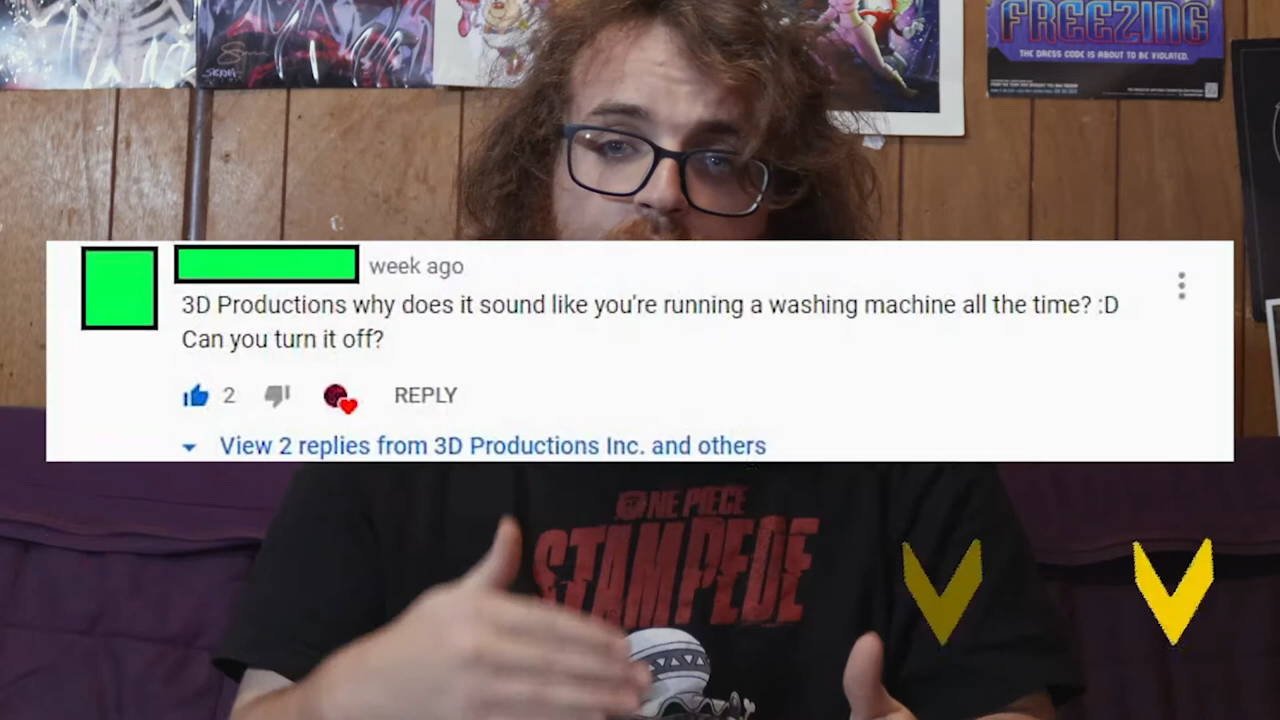 FREEZING
THE DRESS CODE IS ABOUT TO BE VIOLATED.
week ago
3D Productions why does it sound like you're running a washing machine all the time? :D
Can you turn it off?
2
REPLY
View 2 replies from 3D Productions Inc. and others
ONE PIECE
STAMPEDE